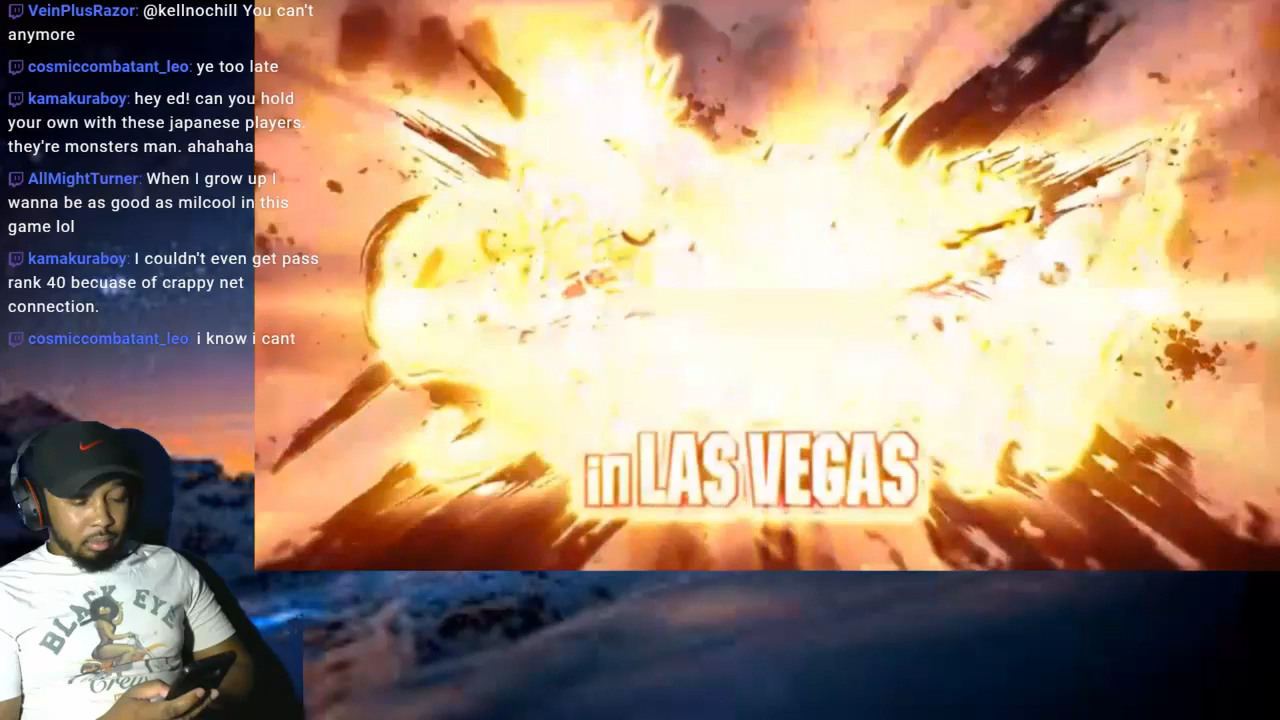 VeinPlusRazor: @kellnochill You can't
anymore
cosmiccombatant_leo: ye too late
kamakuraboy: hey ed! can you hold
your own with these japanese players.
they're monsters man. ahahaha
AllMightTurner: When I grow up I
wanna be as good as milcool in this
game lol
kamakuraboy: I couldn't even get pass
rank 40 becuase of crappy net
connection.
cosmiccombatant_leo: i know i cant
in LAS VEGAS
BLACK EYE
Crew